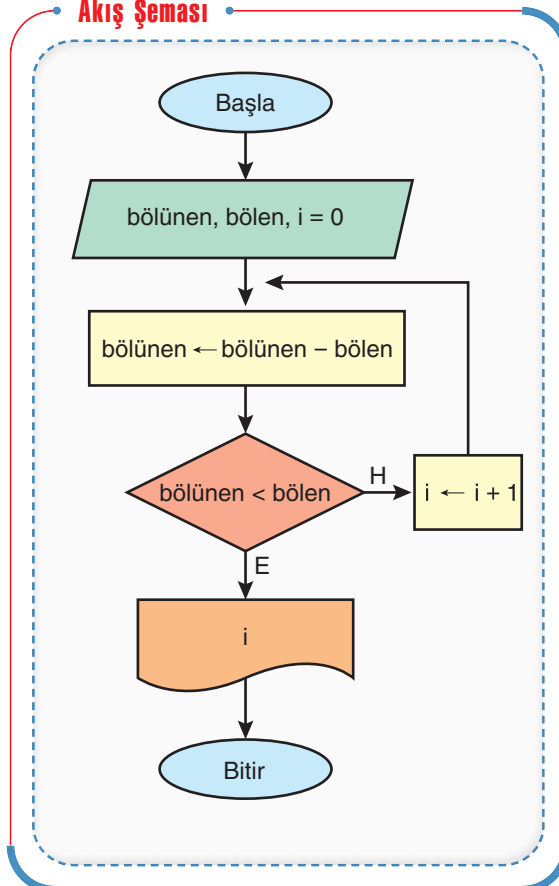 Akış Şeması
Başla
bölünen, bölen, i = 0
bölünen ← bölünen – bölen
bölünen < bölen
H
i ← i + 1
E
i
Bitir